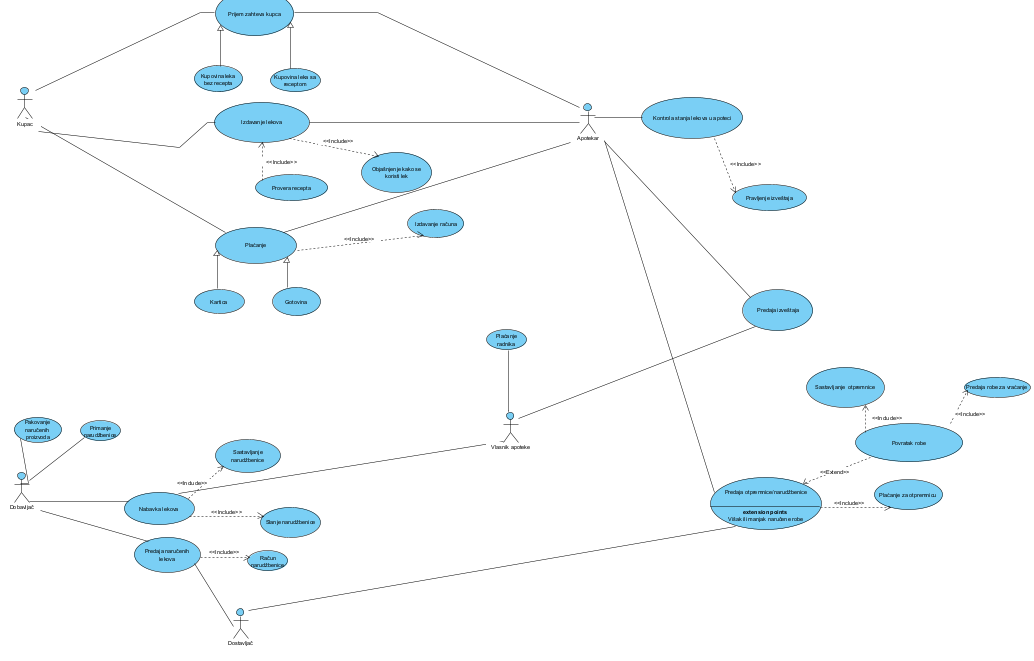 Prijem zahteva kupca
Kupovina leka
bez recepta
Kupovina leka sa
receptom
Kupac
Izdavanje lekova
<<Include>>
Objašnjenje kako se
koristi lek
<<Include>>
Provera recepta
Apotekar
Kontrola stanja lekova u apoteci
<<Include>>
Pravljenje izveštaja
Plaćanje
<<Include>>
Izdavanje računa
Kartica
Gotovina
Predaja izveštaja
Plaćanje
radnika
Vlasnik apoteke
Sastavljanje otpremnice
Predaja robe za vraćanje
<<Include>>
<<Include>>
Povratak robe
<<Extend>>
Predaja otpremnice/narudžbenice
extension points
Višak ili manjak naručene robe
<<Include>>
Plaćanje za otpremnicu
Pakovanje
naručenih
proizvoda
Primanje
narudžbenice
Dobavljač
Sastavljanje
narudžbenice
<<Include>>
Nabavka lekova
<<Include>>
Slanje narudžbenice
Predaja naručenih
lekova
<<Include>>
Račun
narudžbenice
Dostavljač